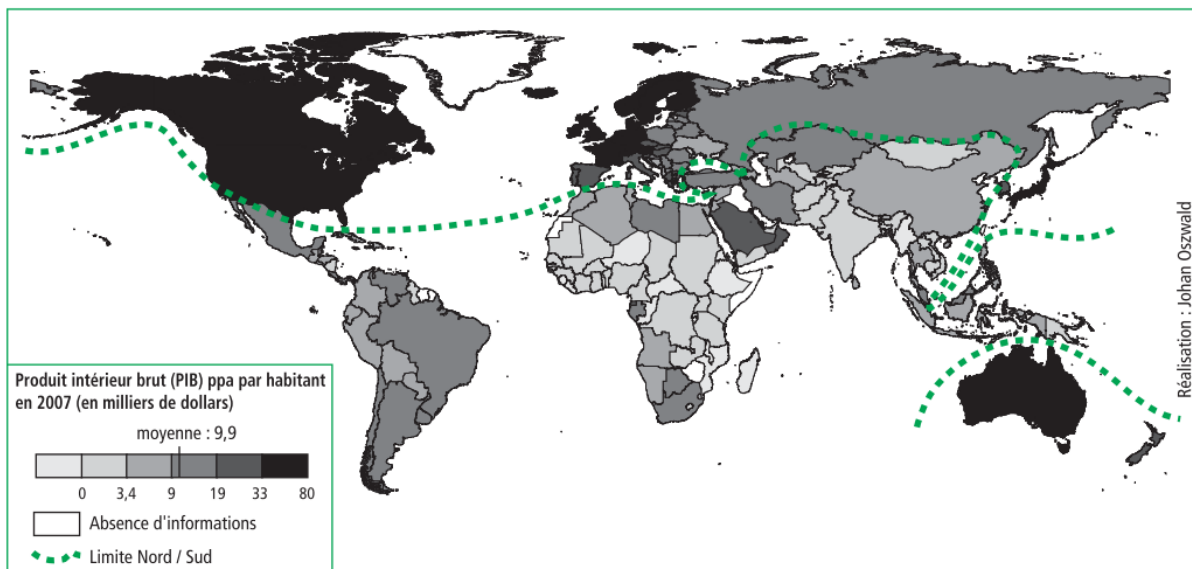 Produit intérieur brut (PIB) ppa par habitant
en 2007 (en milliers de dollars)
moyenne : 9,9
0 3,4 9 19 33 80
Absence d'informations
Limite Nord / Sud
Réalisation : Johan Oszwald